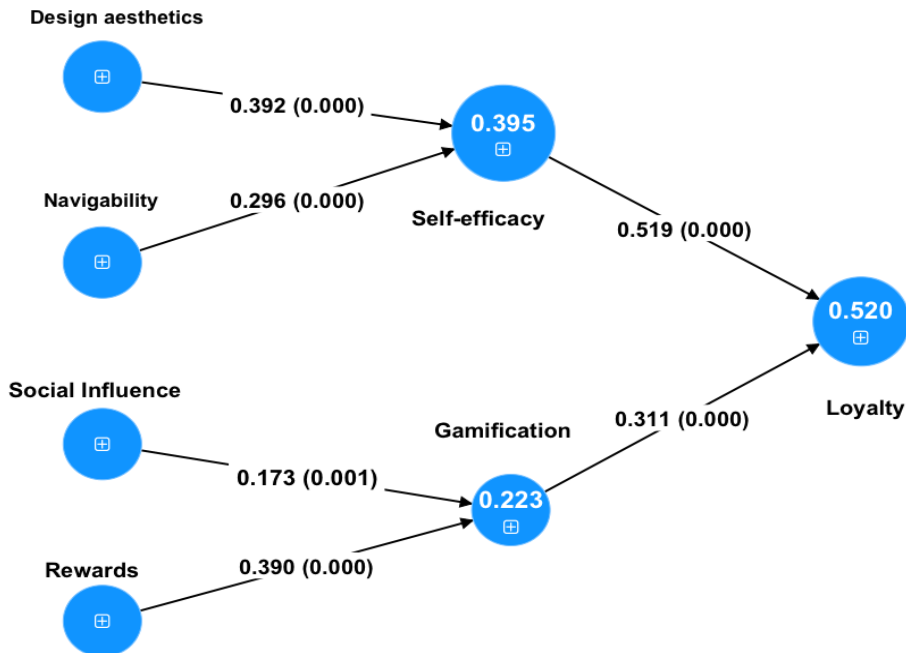 Design aesthetics
0.392 (0.000)
0.395
Navigability
0.296 (0.000)
Self-efficacy
0.519 (0.000)
0.520
Loyalty
Social Influence
Gamification
0.311 (0.000)
0.173 (0.001)
0.223
Rewards
0.390 (0.000)